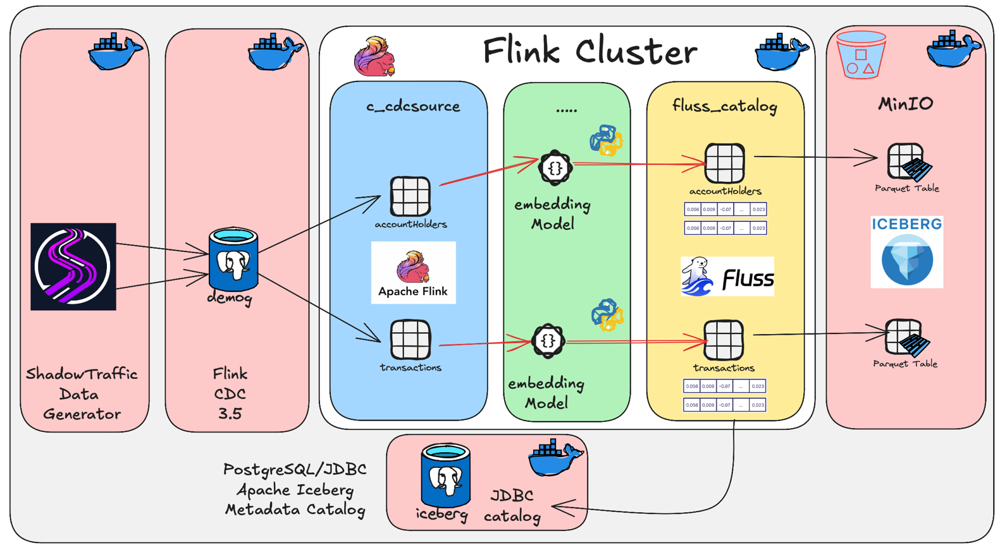 Flink Cluster
c_cdcsource
.....
fluss_catalog
MinIO
accountHolders
embedding
Model
accountHolders
0.056 0.009 -0.07 ... 0.023
0.056 0.009 -0.07 ... 0.023
Parquet Table
ICEBERG
Apache Flink
Fluss
demog
transactions
embedding
Model
transactions
0.056 0.009 -0.07 ... 0.023
0.056 0.009 -0.07 ... 0.023
Parquet Table
ShadowTraffic
Data
Generator
Flink
CDC
3.5
PostgreSQL/JDBC
Apache Iceberg
Metadata Catalog
iceberg
JDBC
catalog
{}
{}